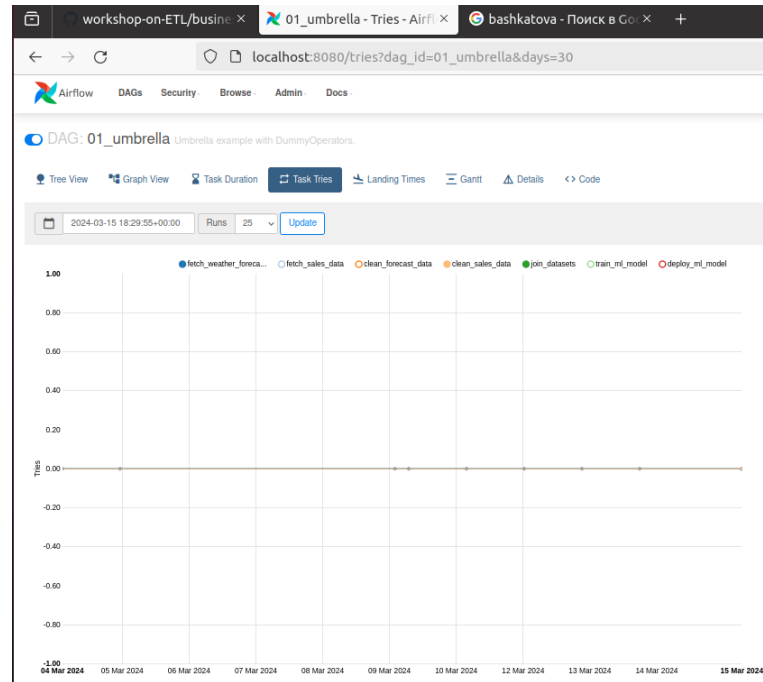 workshop-on-ETL/busine × 01_umbrella - Tries - Airfl × bashkatova - Поиск в Goo × +
localhost:8080/tries?dag_id=01_umbrella&days=30
Airflow DAGs Security Browse Admin Docs
DAG: 01_umbrella Umbrella example with DummyOperators.
Tree View Graph View Task Duration Task Tries Landing Times Gantt Details <> Code
2024-03-15 18:29:55+00:00 Runs 25 Update
fetch_weather_foreca... fetch_sales_data clean_forecast_data clean_sales_data join_datasets train_ml_model deploy_ml_model
1.00
0.80
0.60
0.40
0.20
Tries
0.00
-0.20
-0.40
-0.60
-0.80
-1.00
04 Mar 2024 05 Mar 2024 06 Mar 2024 07 Mar 2024 08 Mar 2024 09 Mar 2024 10 Mar 2024 12 Mar 2024 13 Mar 2024 14 Mar 2024 15 Mar 2024